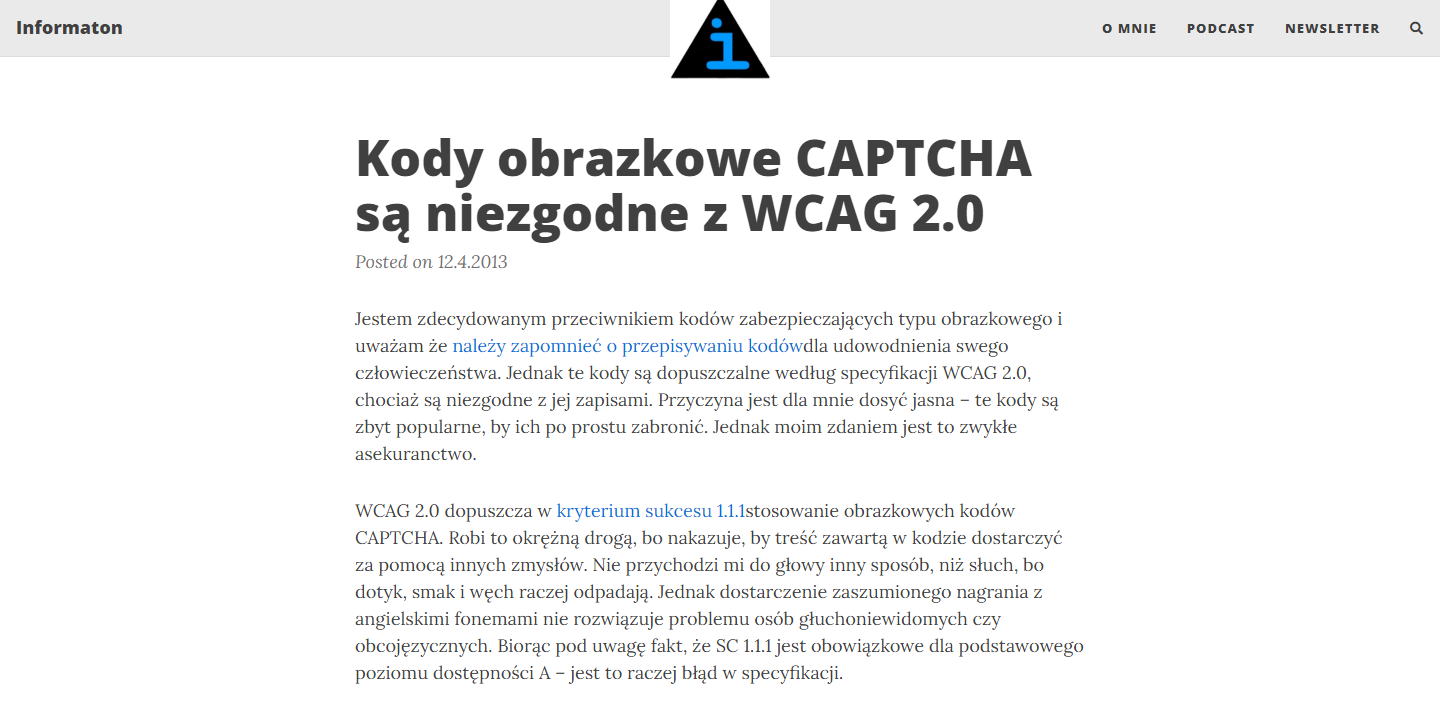 Informaton
i
O MNIE
PODCAST
NEWSLETTER
Kody obrazkowe CAPTCHA
są niezgodne z WCAG 2.0
Posted on 12.4.2013
Jestem zdecydowanym przeciwnikiem kodów zabezpieczających typu obrazkowego i
uważam że należy zapomnieć o przepisywaniu kodówdla udowodnienia swego
człowieczeństwa. Jednak te kody są dopuszczalne według specyfikacji WCAG 2.0,
chociaż są niezgodne z jej zapisami. Przyczyna jest dla mnie dosyć jasna – te kody są
zbyt popularne, by ich po prostu zabronić. Jednak moim zdaniem jest to zwykłe
asekuranctwo.
WCAG 2.0 dopuszcza w kryterium sukcesu 1.1.1stosowanie obrazkowych kodów
CAPTCHA. Robi to okrężną drogą, bo nakazuje, by treść zawartą w kodzie dostarczyć
za pomocą innych zmysłów. Nie przychodzi mi do głowy inny sposób, niż słuch, bo
dotyk, smak i węch raczej odpadają. Jednak dostarczenie zaszumionego nagrania z
angielskimi fonemami nie rozwiązuje problemu osób głuchoniewidomych czy
obcojęzycznych. Biorąc pod uwagę fakt, że SC 1.1.1 jest obowiązkowe dla podstawowego
poziomu dostępności A – jest to raczej błąd w specyfikacji.